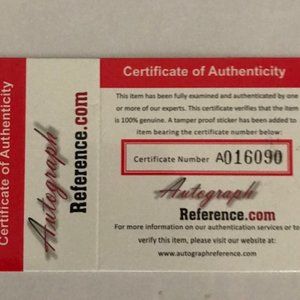 Certificate of Authenticity
Autograph
Reference.com
Certificate of Authenticity
This item has been fully examined and authenticated by one
or more of our experts. This certificate verifies that the item
is 100% genuine. A tamper proof sticker has been added to
item bearing the certificate number below:
Certificate Number A016090
Autograph
Reference.com
For more information on our authentication services or to
verify this item, please visit our website at:
www.autographreference.com